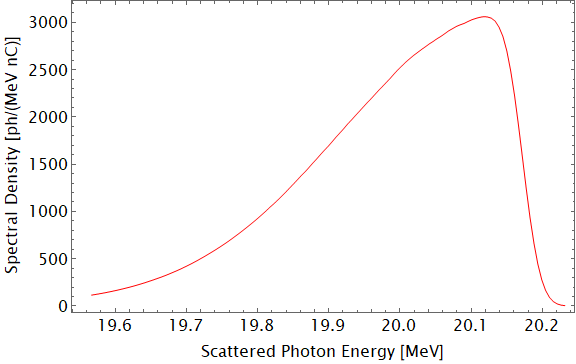 Spectral Density [ph/(MeV nC)]
3000
2500
2000
1500
1000
500
0
19.6 19.7 19.8 19.9 20.0 20.1 20.2
Scattered Photon Energy [MeV]